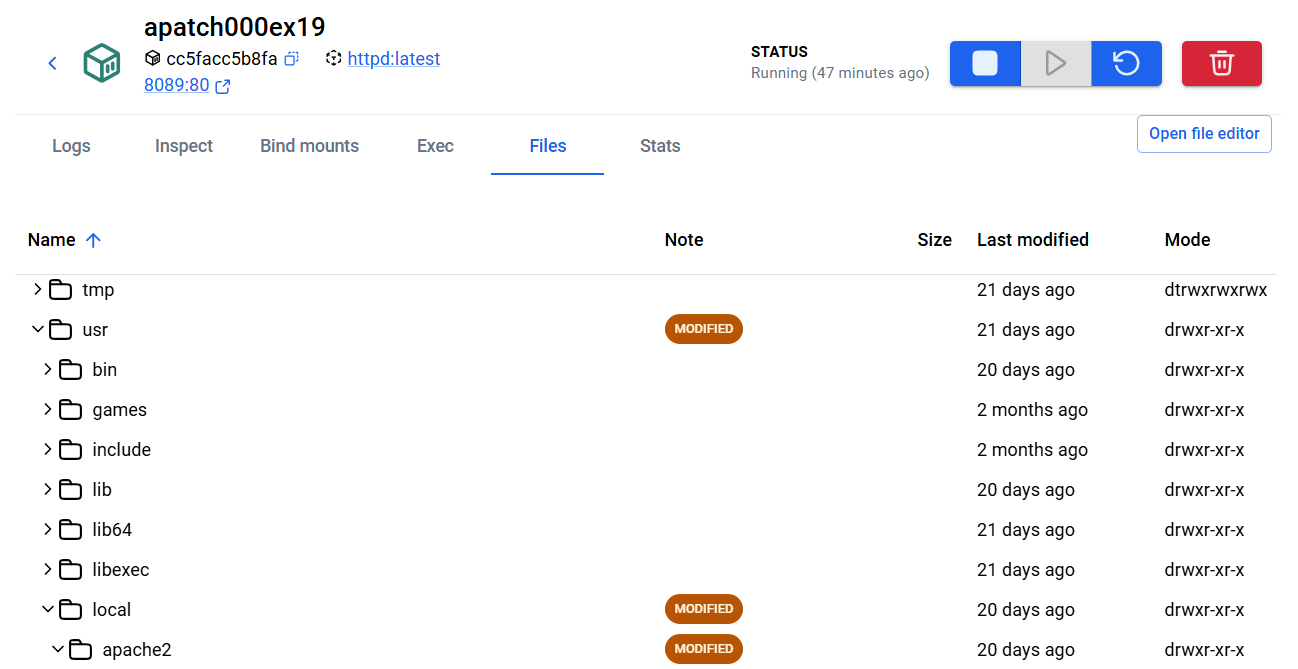 apatch000ex19
cc5facc5b8fa httpd:latest
8089:80
STATUS
Running (47 minutes ago)
Logs Inspect Bind mounts Exec Files Stats
Open file editor
Name Note Size Last modified Mode
tmp 21 days ago dtrwxrwxrwx
usr MODIFIED 21 days ago drwxr-xr-x
bin 20 days ago drwxr-xr-x
games 2 months ago drwxr-xr-x
include 2 months ago drwxr-xr-x
lib 20 days ago drwxr-xr-x
lib64 21 days ago drwxr-xr-x
libexec 21 days ago drwxr-xr-x
local MODIFIED 20 days ago drwxr-xr-x
apache2 MODIFIED 20 days ago drwxr-xr-x